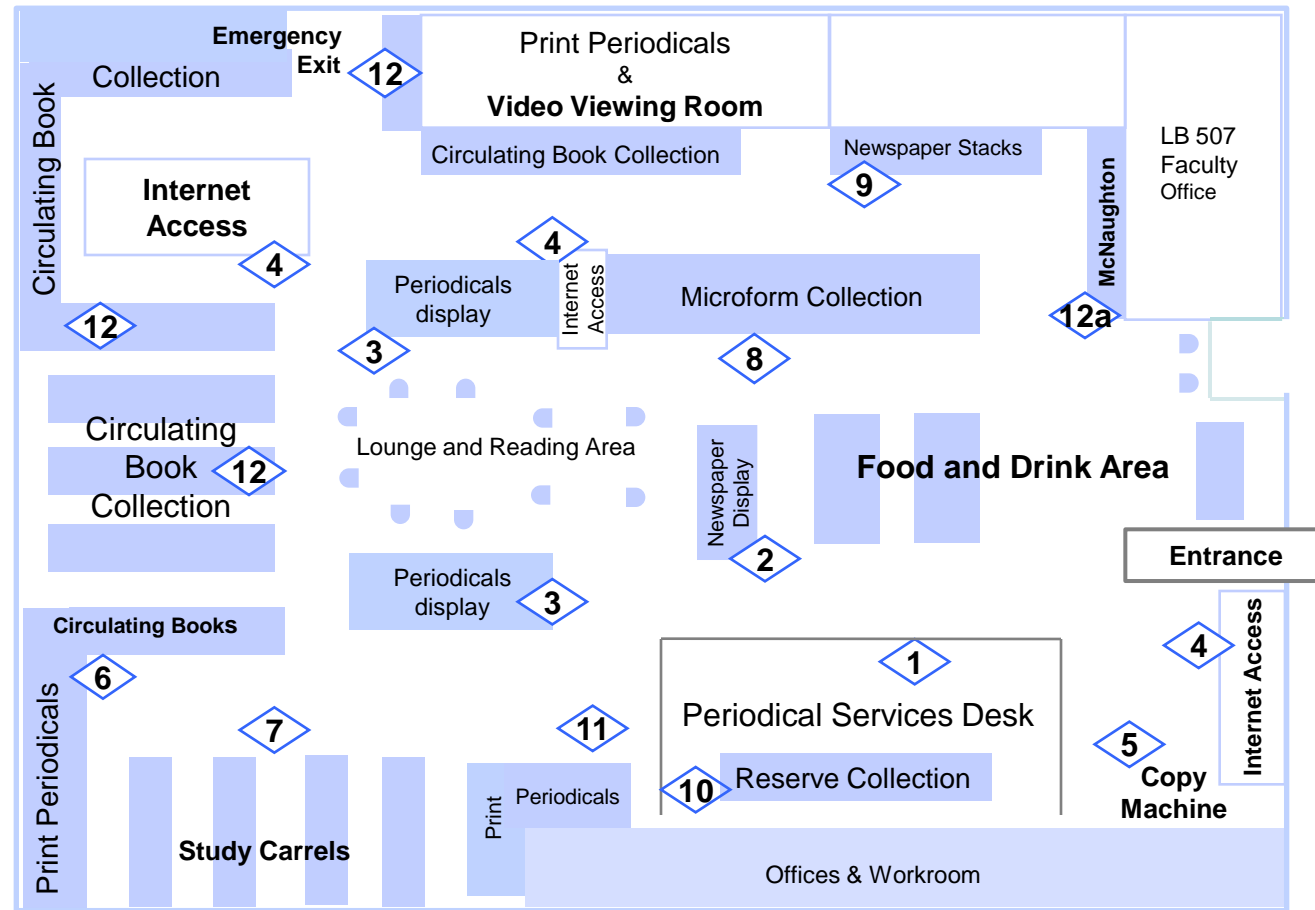 Emergency
Exit
12
Print Periodicals
&
Video Viewing Room
Collection
Circulating Book
Circulating Book Collection
Newspaper Stacks
9
McNaughton
LB 507
Faculty
Office
Internet
Access
4
4
Internet
Access
Periodicals
display
3
Microform Collection
8
12a
12
Circulating
Book
12
Collection
Lounge and Reading Area
Newspaper
Display
2
Food and Drink Area
Entrance
Periodicals
display
3
Circulating Books
6
Print Periodicals
7
Study Carrels
11
Print
Periodicals
1
Periodical Services Desk
10
Reserve Collection
4
Internet Access
5
Copy
Machine
Offices & Workroom